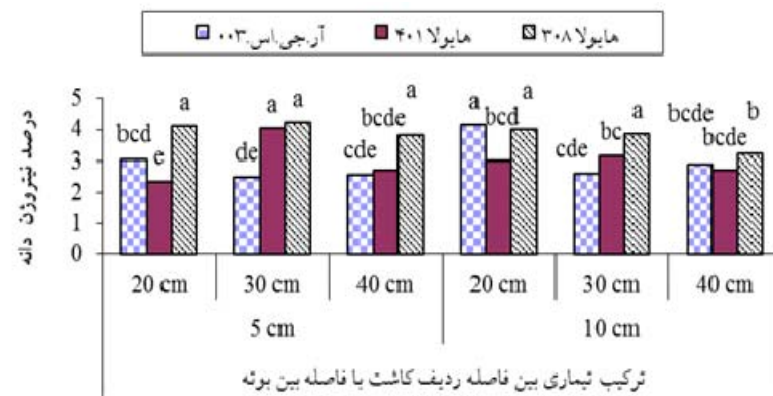 آر.جی.اس.۰۰۳ هایولا ۴۰۱ هایولا ۳۰۸
درصد نیتروژن دانه
5
4
3
2
1
0
bcd e a
de a a
cde bcde a
a bcd a
cde bc a
bcde bcde b
20 cm 30 cm 40 cm 20 cm 30 cm 40 cm
5 cm 10 cm
ترکیب تیماری بین فاصله ردیف کاشت با فاصله بین بوته